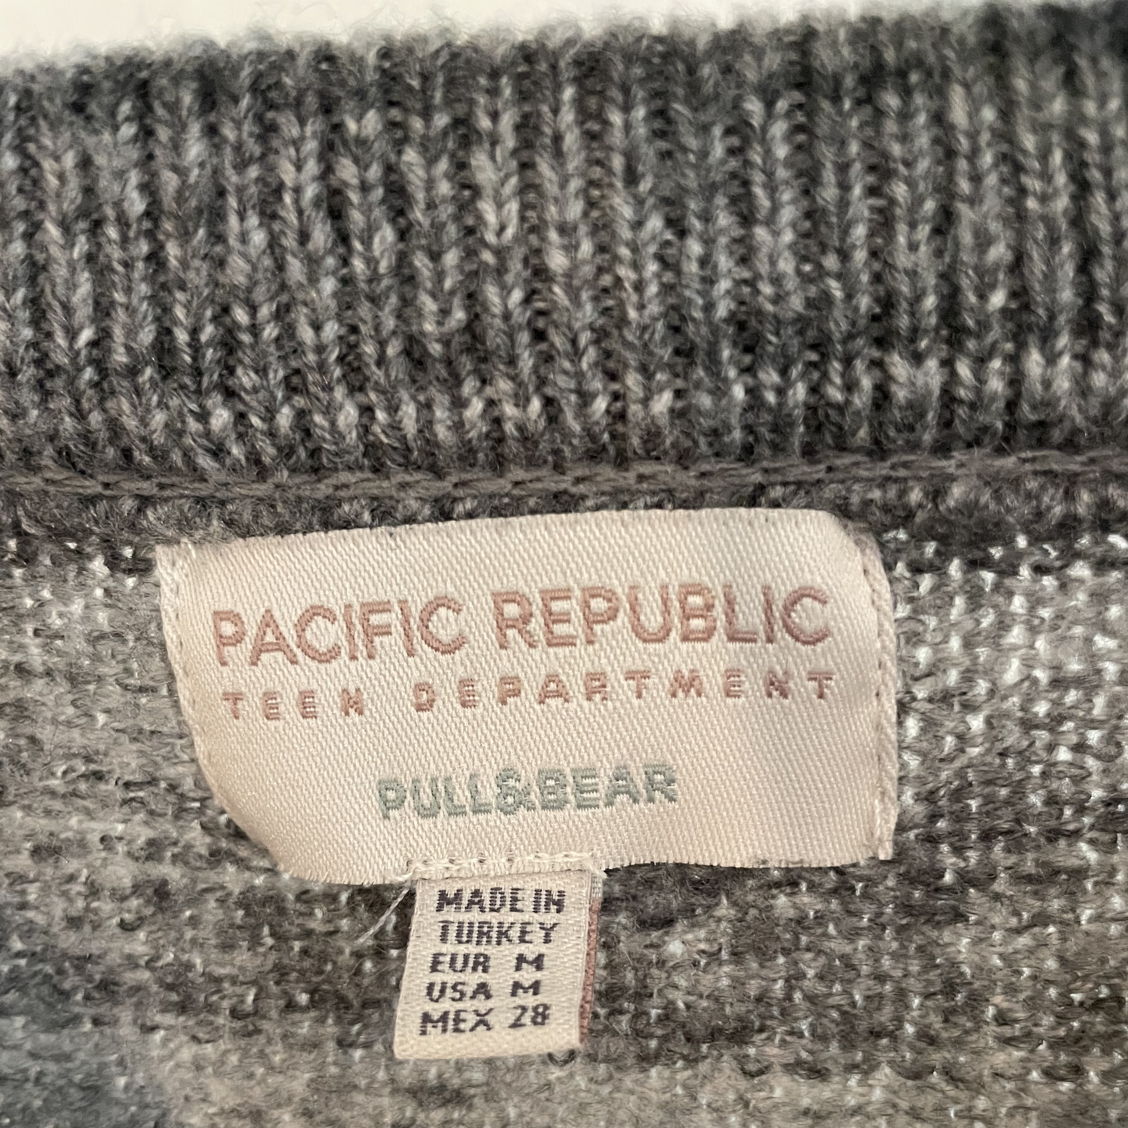 PACIFIC REPUBLIC
TEEN DEPARTMENT
PULL&BEAR
MADE IN
TURKEY
EUR M
USA M
MEX 28